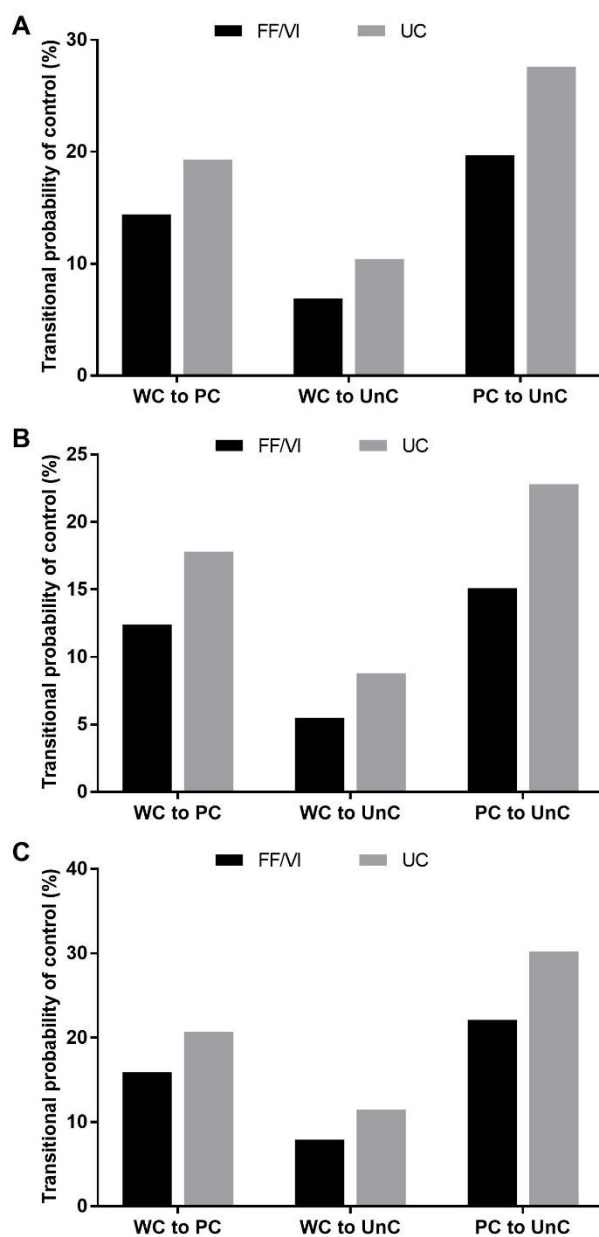 A
FF/VI UC
Transitional probability of control (%)
30
20
10
0
WC to PC WC to UnC PC to UnC
B
FF/VI UC
Transitional probability of control (%)
25
20
15
10
5
0
WC to PC WC to UnC PC to UnC
C
FF/VI UC
Transitional probability of control (%)
40
30
20
10
0
WC to PC WC to UnC PC to UnC